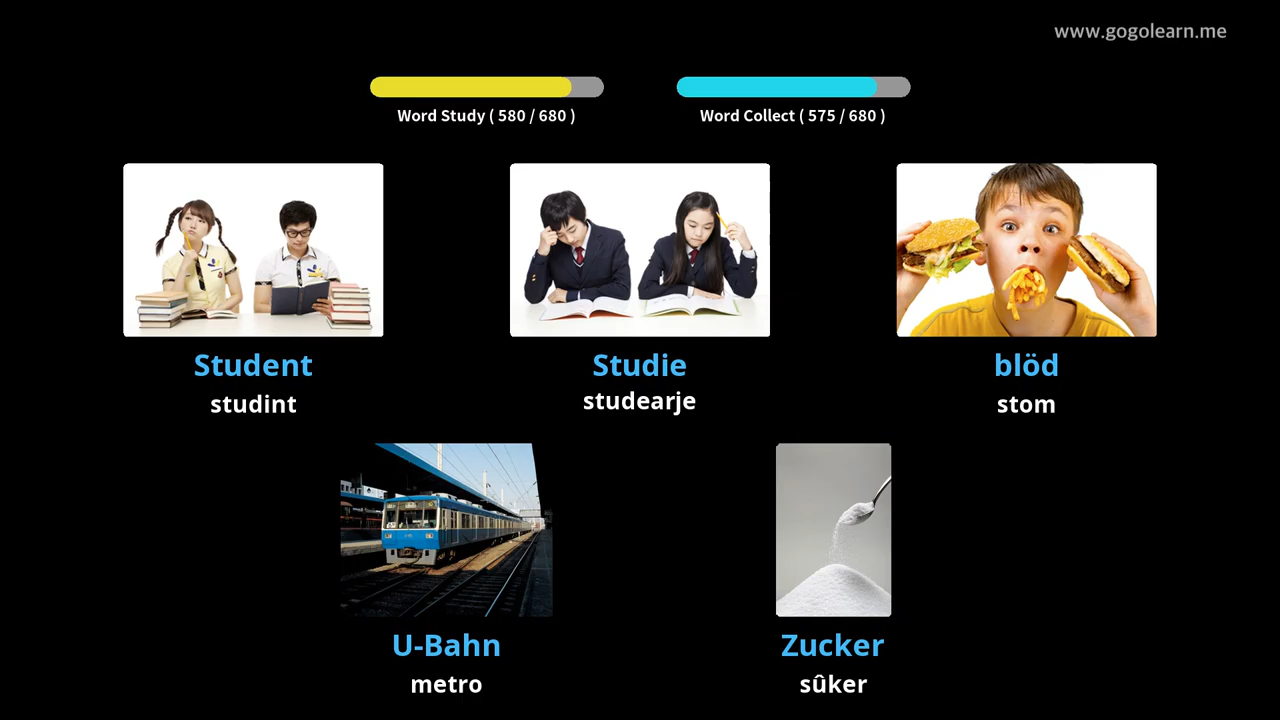 www.gogolearn.me
Word Study ( 580 / 680 )
Word Collect ( 575 / 680 )
Student
studint
Studie
studearje
blöd
stom
U-Bahn
metro
Zucker
sûker